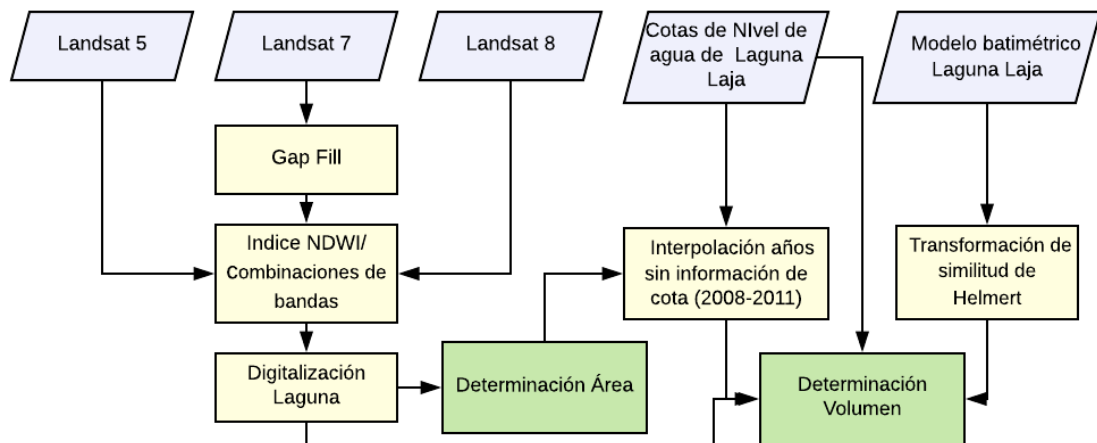 Landsat 5
Landsat 7
Landsat 8
Cotas de NIvel de
agua de Laguna
Laja
Modelo batimétrico
Laguna Laja
Gap Fill
Indice NDWI/
Combinaciones de
bandas
Interpolación años
sin información de
cota (2008-2011)
Transformación de
similitud de
Helmert
Digitalización
Laguna
Determinación Área
Determinación
Volumen